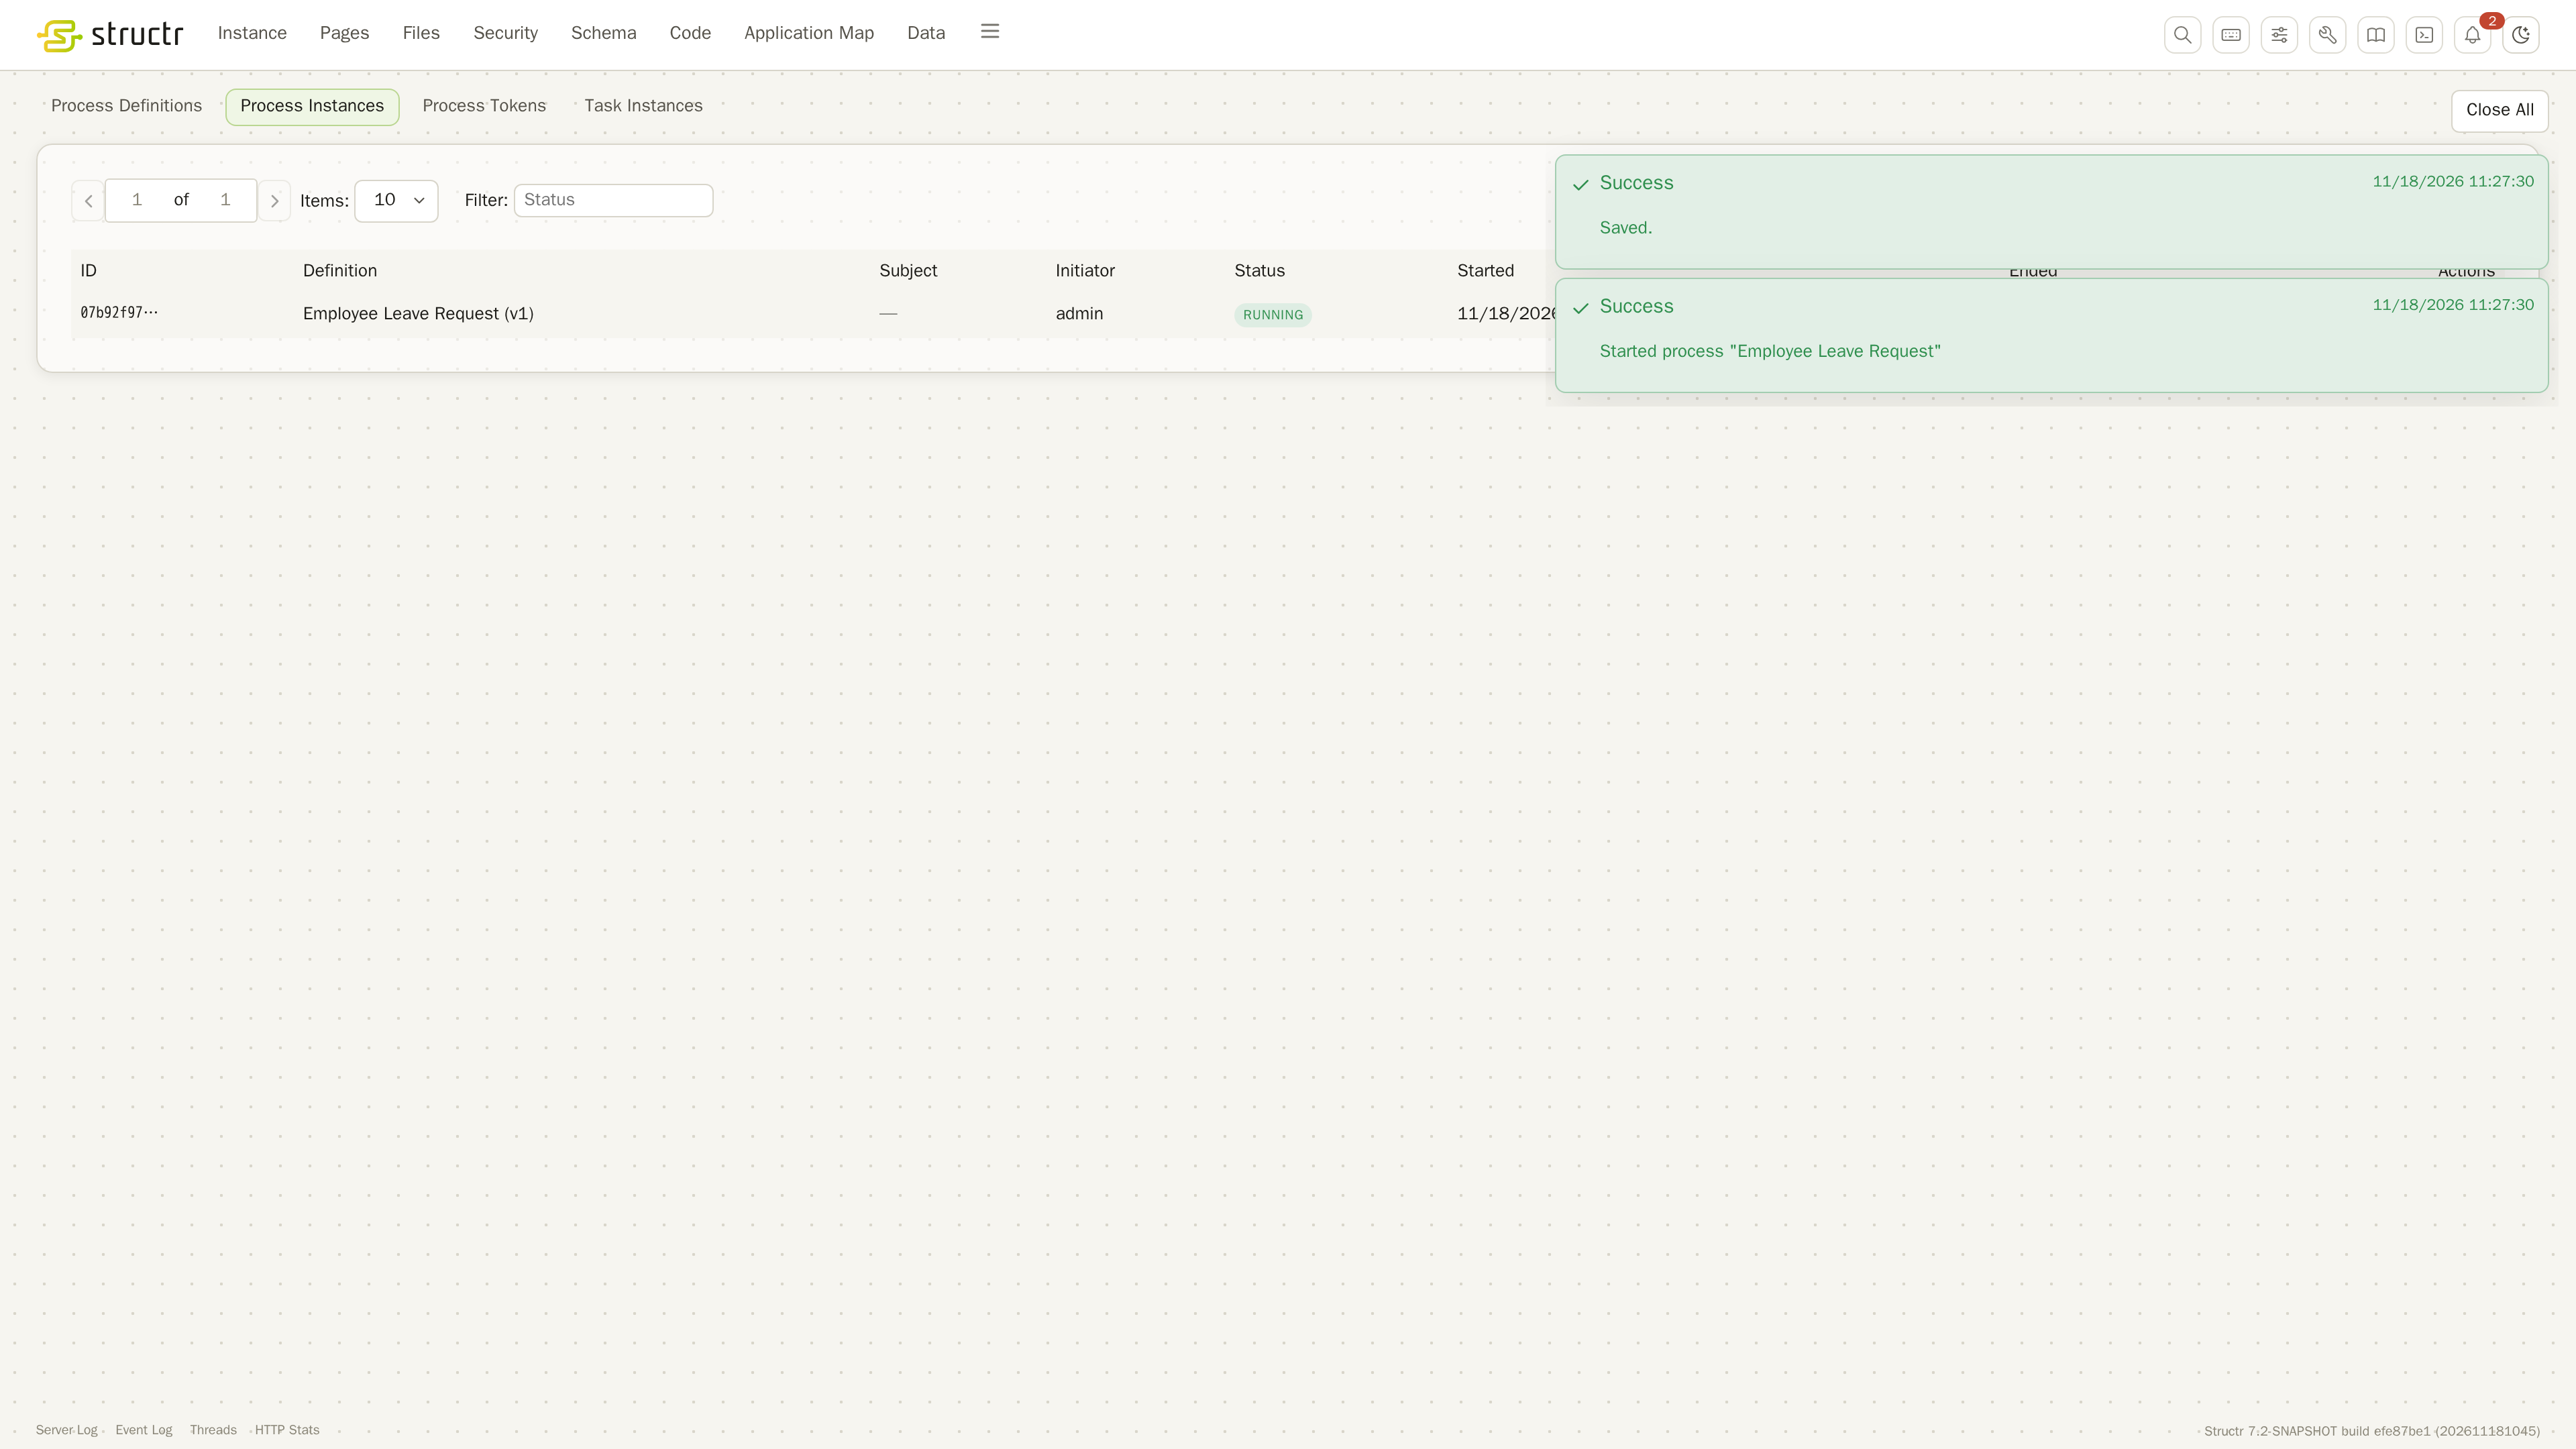 structr Instance Pages Files Security Schema Code Application Map Data 2
Process Definitions Process Instances Process Tokens Task Instances Close All
1 of 1 Items: 10 Filter: Status
Success 11/18/2026 11:27:30
Saved.
ID Definition Subject Initiator Status Started Ended Actions
07b92f97… Employee Leave Request (v1) — admin RUNNING 11/18/2026
Success 11/18/2026 11:27:30
Started process "Employee Leave Request"
Server Log Event Log Threads HTTP Stats Structr 7.2-SNAPSHOT build efe87be1 (202611181045)